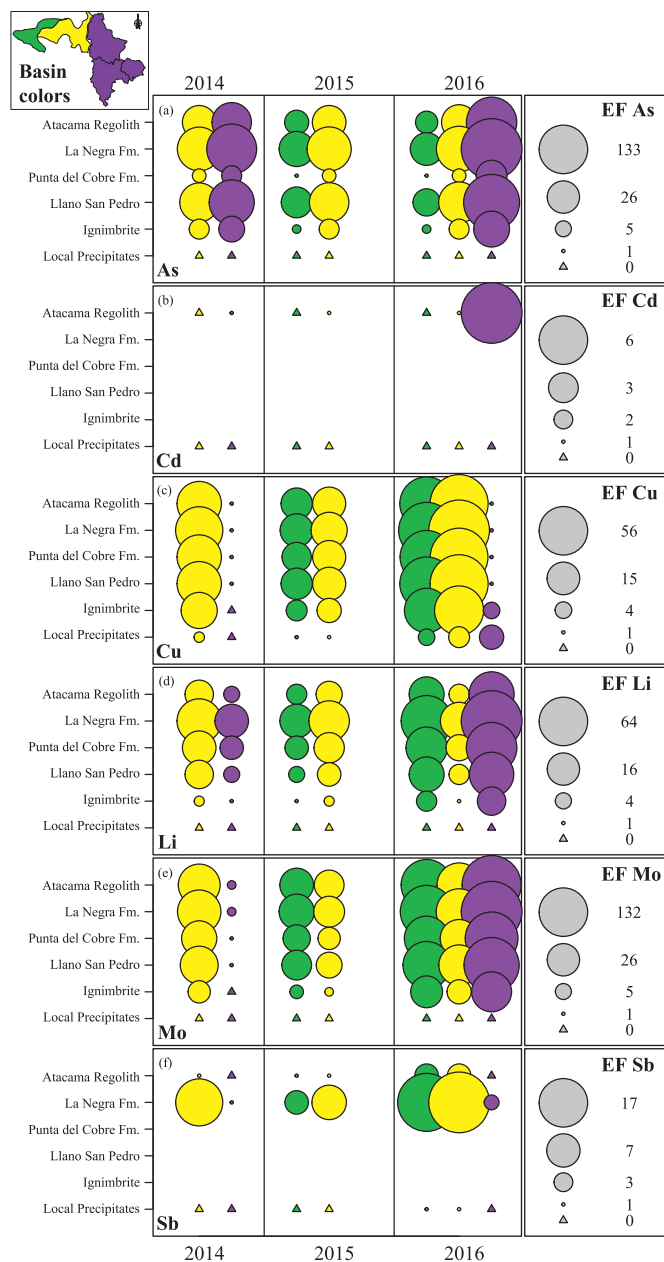 Basin
colors
N
2014 2015 2016
(a)
Atacama Regolith
La Negra Fm.
Punta del Cobre Fm.
Llano San Pedro
Ignimbrite
Local Precipitates
As
EF As
133
26
5
1
0
(b)
Atacama Regolith
La Negra Fm.
Punta del Cobre Fm.
Llano San Pedro
Ignimbrite
Local Precipitates
Cd
EF Cd
6
3
2
1
0
(c)
Atacama Regolith
La Negra Fm.
Punta del Cobre Fm.
Llano San Pedro
Ignimbrite
Local Precipitates
Cu
EF Cu
56
15
4
1
0
(d)
Atacama Regolith
La Negra Fm.
Punta del Cobre Fm.
Llano San Pedro
Ignimbrite
Local Precipitates
Li
EF Li
64
16
4
1
0
(e)
Atacama Regolith
La Negra Fm.
Punta del Cobre Fm.
Llano San Pedro
Ignimbrite
Local Precipitates
Mo
EF Mo
132
26
5
1
0
(f)
Atacama Regolith
La Negra Fm.
Punta del Cobre Fm.
Llano San Pedro
Ignimbrite
Local Precipitates
Sb
EF Sb
17
7
3
1
0
2014 2015 2016